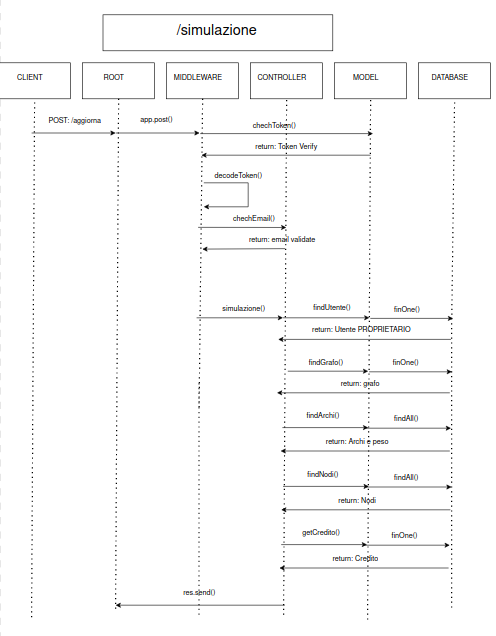 /simulazione
CLIENT
ROOT
MIDDLEWARE
CONTROLLER
MODEL
DATABASE
POST: /aggiorna
app.post()
chechToken()
return: Token Verify
decodeToken()
chechEmail()
return: email validate
simulazione()
findUtente()
finOne()
return: Utente PROPRIETARIO
findGrafo()
finOne()
return: grafo
findArchi()
findAll()
return: Archi e peso
findNodi()
findAll()
return: Nodi
getCredito()
finOne()
return: Credito
res.send()